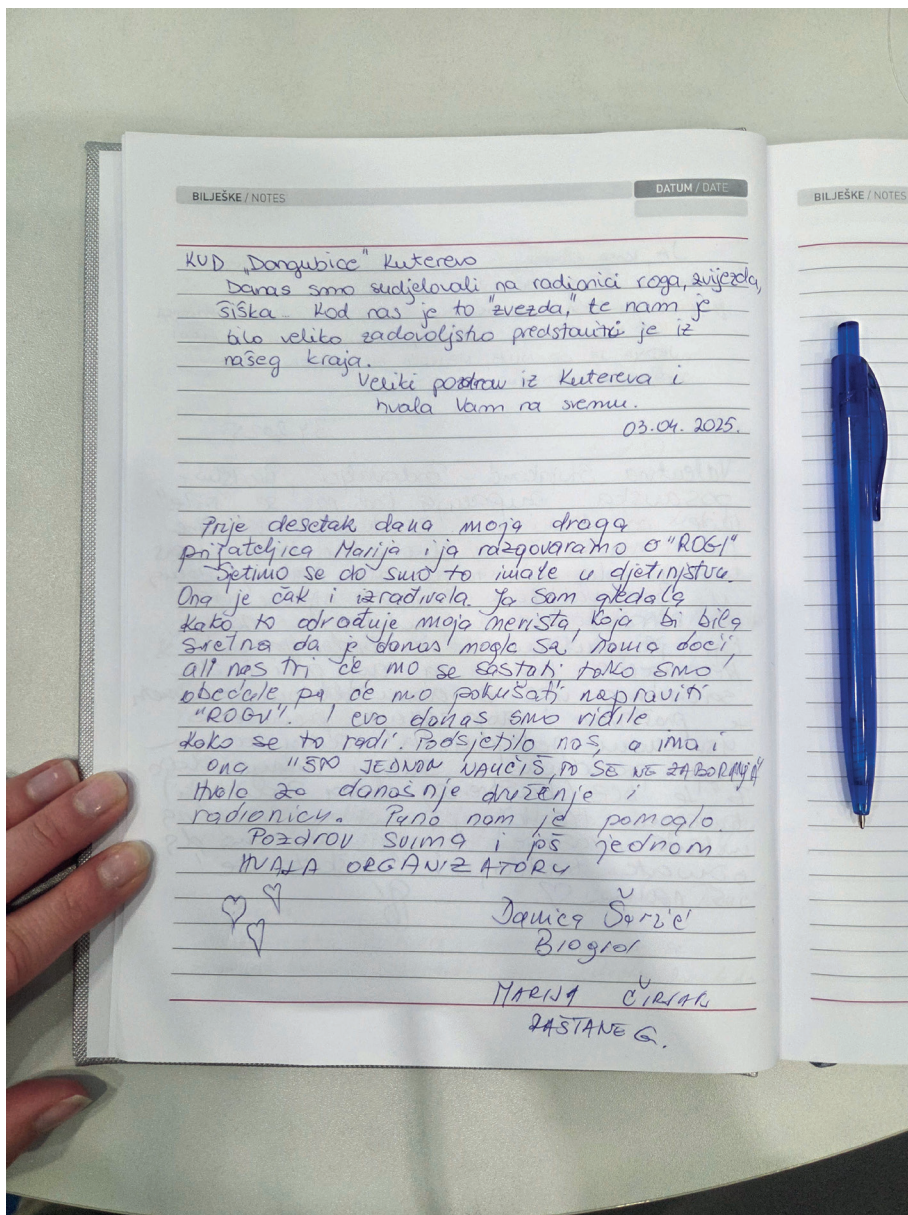 BILJEŠKE / NOTES
DATUM / DATE
KUD "Dangubice" Kuterevo
Danas smo sudjelovali na radionici roga, zvijezda,
šiška. Kod nas je to "zvezda", te nam je
bilo veliko zadovoljstvo predstaviti je iz
našeg kraja.
Veliki pozdrav iz Kutereva i
hvala Vam na svemu.
03.04. 2025.
Prije desetak dana moja draga
prijateljica Marija i ja razgovaramo o "ROGI"
Sjetimo se da smo to imale u djetinjstvu.
Ona je čak i izrađivala. Ja sam gledala
kako to odrađuje moja nevista, koja bi bila
sretna da je danas mogla sa nama doći,
ali nas tri će mo se sastati, tako smo
obećale pa će mo pokušati napraviti
"ROGU". I evo danas smo vidile
kako se to radi. Podsjetilo nas, a ima i
ona "ŠTO JEDNOM NAUČIŠ, TO SE NE ZABORAVLJA"
Hvala za današnje druženje i
radionicu. Puno nam je pomoglo.
Pozdrav svima i još jednom
HVALA ORGANIZATORU
Danica Šarzić
Biograd
MARIJA
RAŠTANE G.
BILJEŠKE / NOTES